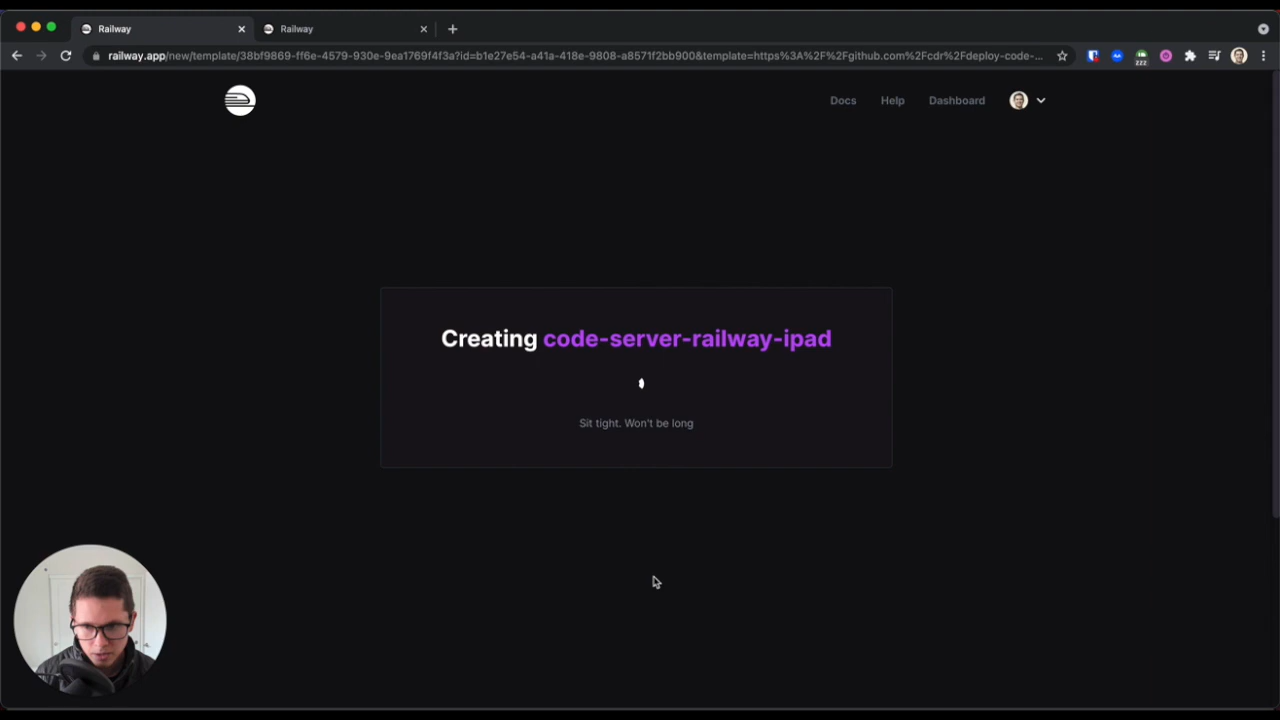 Railway
Railway
railway.app/new/template/38bf9869-ff6e-4579-930e-9ea1769f4f3a?id=b1e27e54-a41a-418e-9808-a8571f2bb900&template=https%3A%2F%2Fgithub.com%2Fcdr%2Fdeploy-code-...
zzz
Docs
Help
Dashboard
Creating code-server-railway-ipad
Sit tight. Won't be long